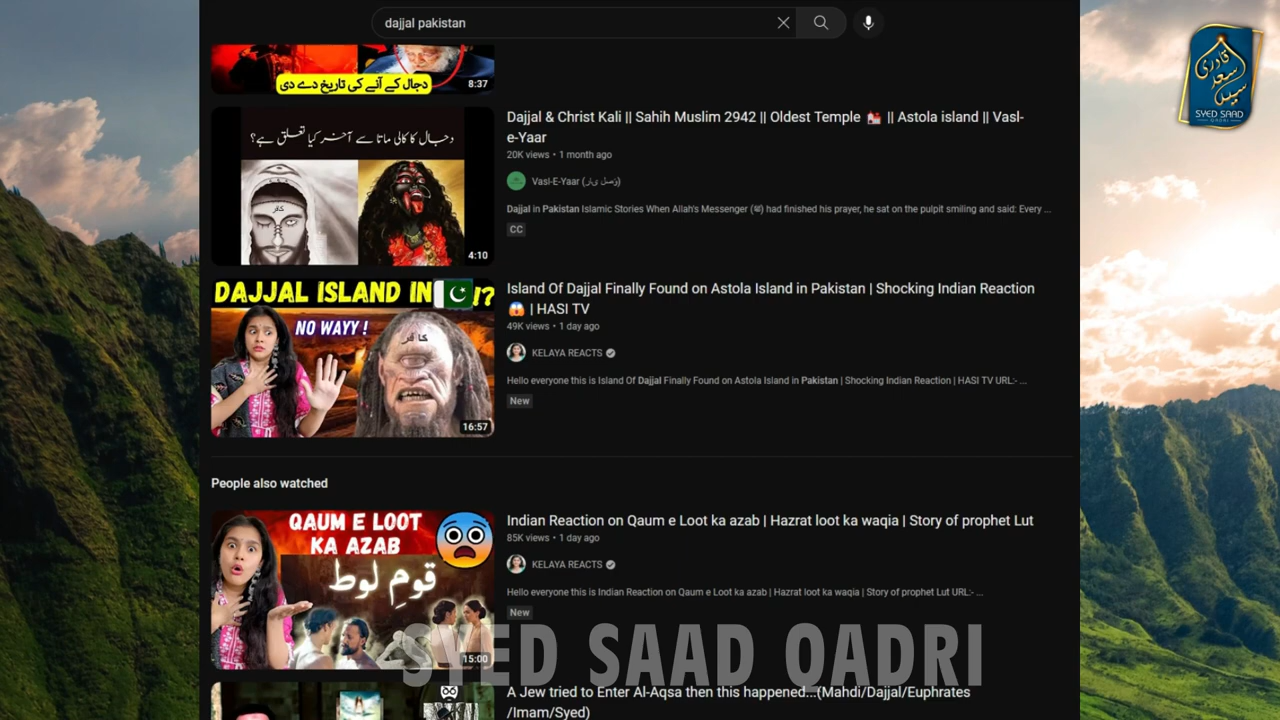 dajjal pakistan
دجال کے آنے کی تاریخ دے دی
8:37
SYED SAAD
QADRI
دجال کا کالی ماتا سے آخر کیا تعلق ہے؟
کافر
4:10
Dajjal & Christ Kali || Sahih Muslim 2942 || Oldest Temple || Astola island || Vasl-
e-Yaar
20K views • 1 month ago
Vasl-E-Yaar (وَصلِ یار)
Dajjal in Pakistan Islamic Stories When Allah's Messenger (ﷺ) had finished his prayer, he sat on the pulpit smiling and said: Every ...
CC
DAJJAL ISLAND IN !?
NO WAYY !
کافر
16:57
Island Of Dajjal Finally Found on Astola Island in Pakistan | Shocking Indian Reaction
| HASI TV
49K views • 1 day ago
KELAYA REACTS
Hello everyone this is Island Of Dajjal Finally Found on Astola Island in Pakistan | Shocking Indian Reaction | HASI TV URL:- ...
New
People also watched
QAUM E LOOT
KA AZAB
قومِ لوط
15:00
Indian Reaction on Qaum e Loot ka azab | Hazrat loot ka waqia | Story of prophet Lut
85K views • 1 day ago
KELAYA REACTS
Hello everyone this is Indian Reaction on Qaum e Loot ka azab | Hazrat loot ka waqia | Story of prophet Lut URL:- ...
New
SYED SAAD QADRI
A Jew tried to Enter Al-Aqsa then this happened...(Mahdi/Dajjal/Euphrates
/Imam/Syed)